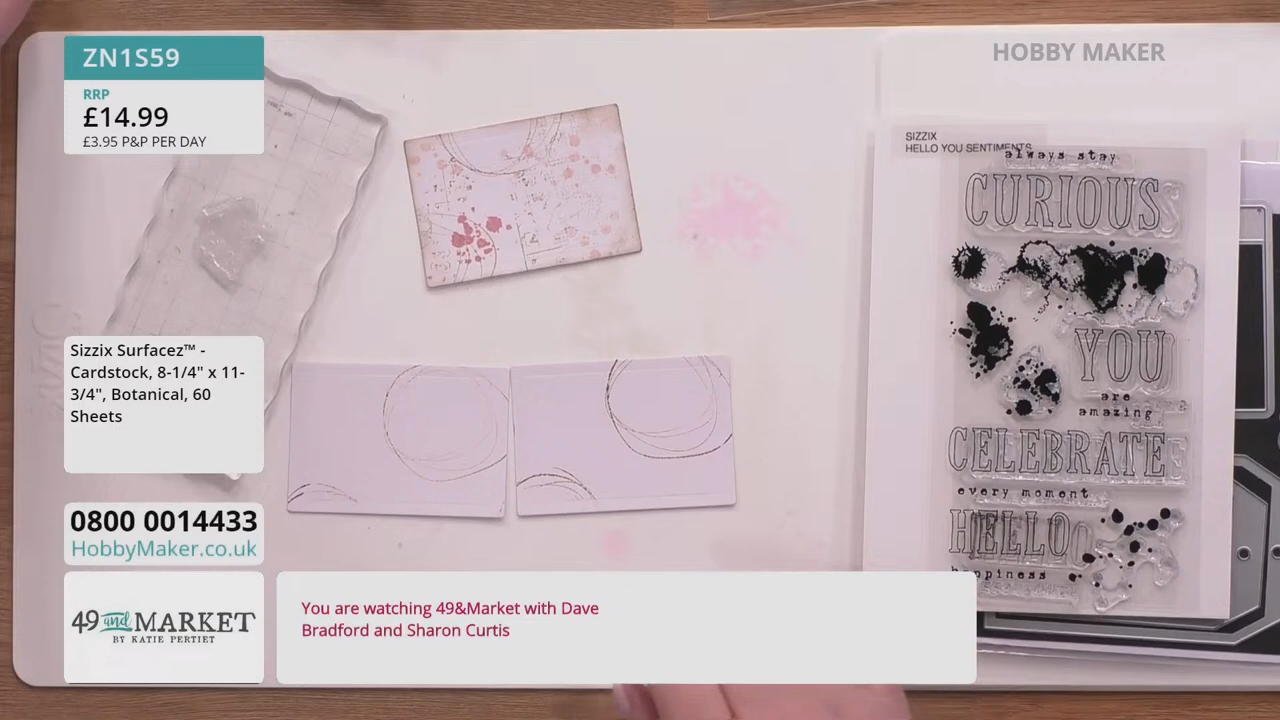 ZN1S59
RRP
£14.99
£3.95 P&P PER DAY
Sizzix Surfacez™ -
Cardstock, 8-1/4" x 11-
3/4", Botanical, 60
Sheets
0800 0014433
HobbyMaker.co.uk
49 and MARKET
BY KATIE PERTIET
You are watching 49&Market with Dave
Bradford and Sharon Curtis
HOBBY MAKER
SIZZIX
HELLO YOU SENTIMENTS
always stay
CURIOUS
YOU
are
amazing
CELEBRATE
every moment
HELLO
happiness